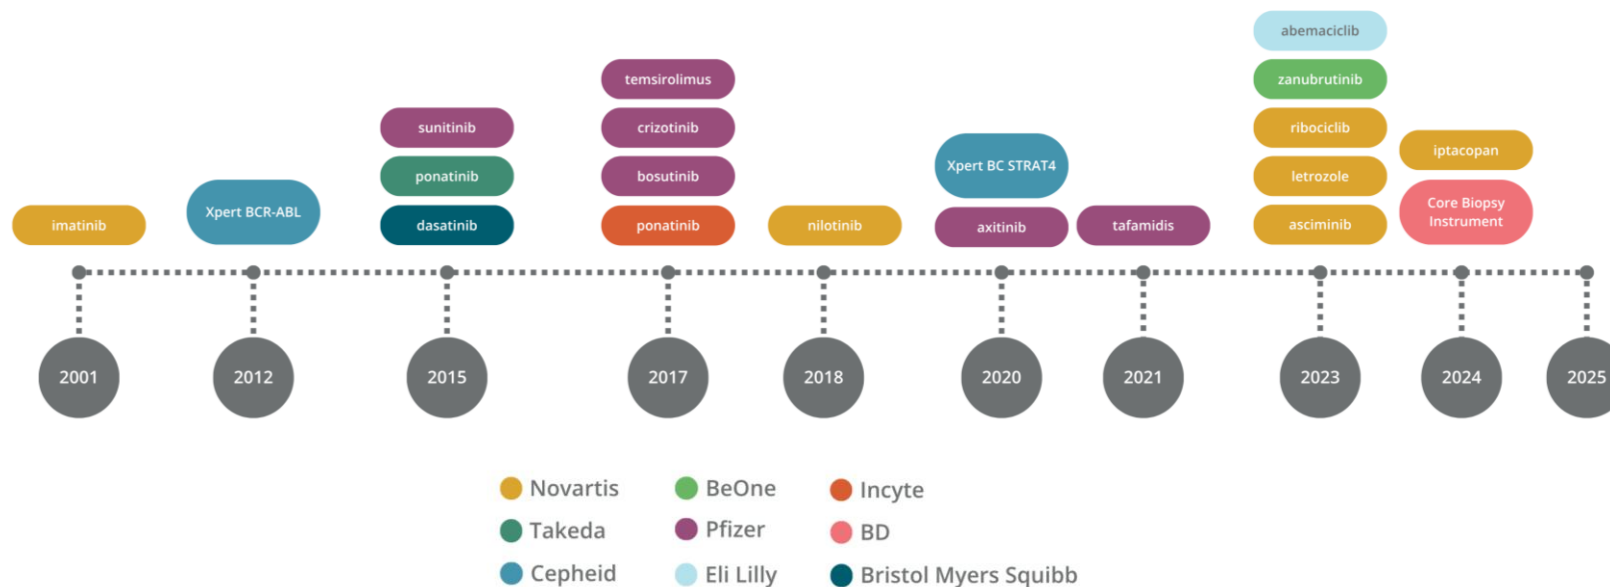 abemaciclib
temsirolimus
zanubrutinib
sunitinib
crizotinib
ribociclib
Xpert BC STRAT4
iptacopan
ponatinib
bosutinib
letrozole
imatinib
Xpert BCR-ABL
dasatinib
ponatinib
nilotinib
axitinib
tafamidis
asciminib
Core Biopsy
Instrument
2001
2012
2015
2017
2018
2020
2021
2023
2024
2025
Novartis
BeOne
Incyte
Takeda
Pfizer
BD
Cepheid
Eli Lilly
Bristol Myers Squibb